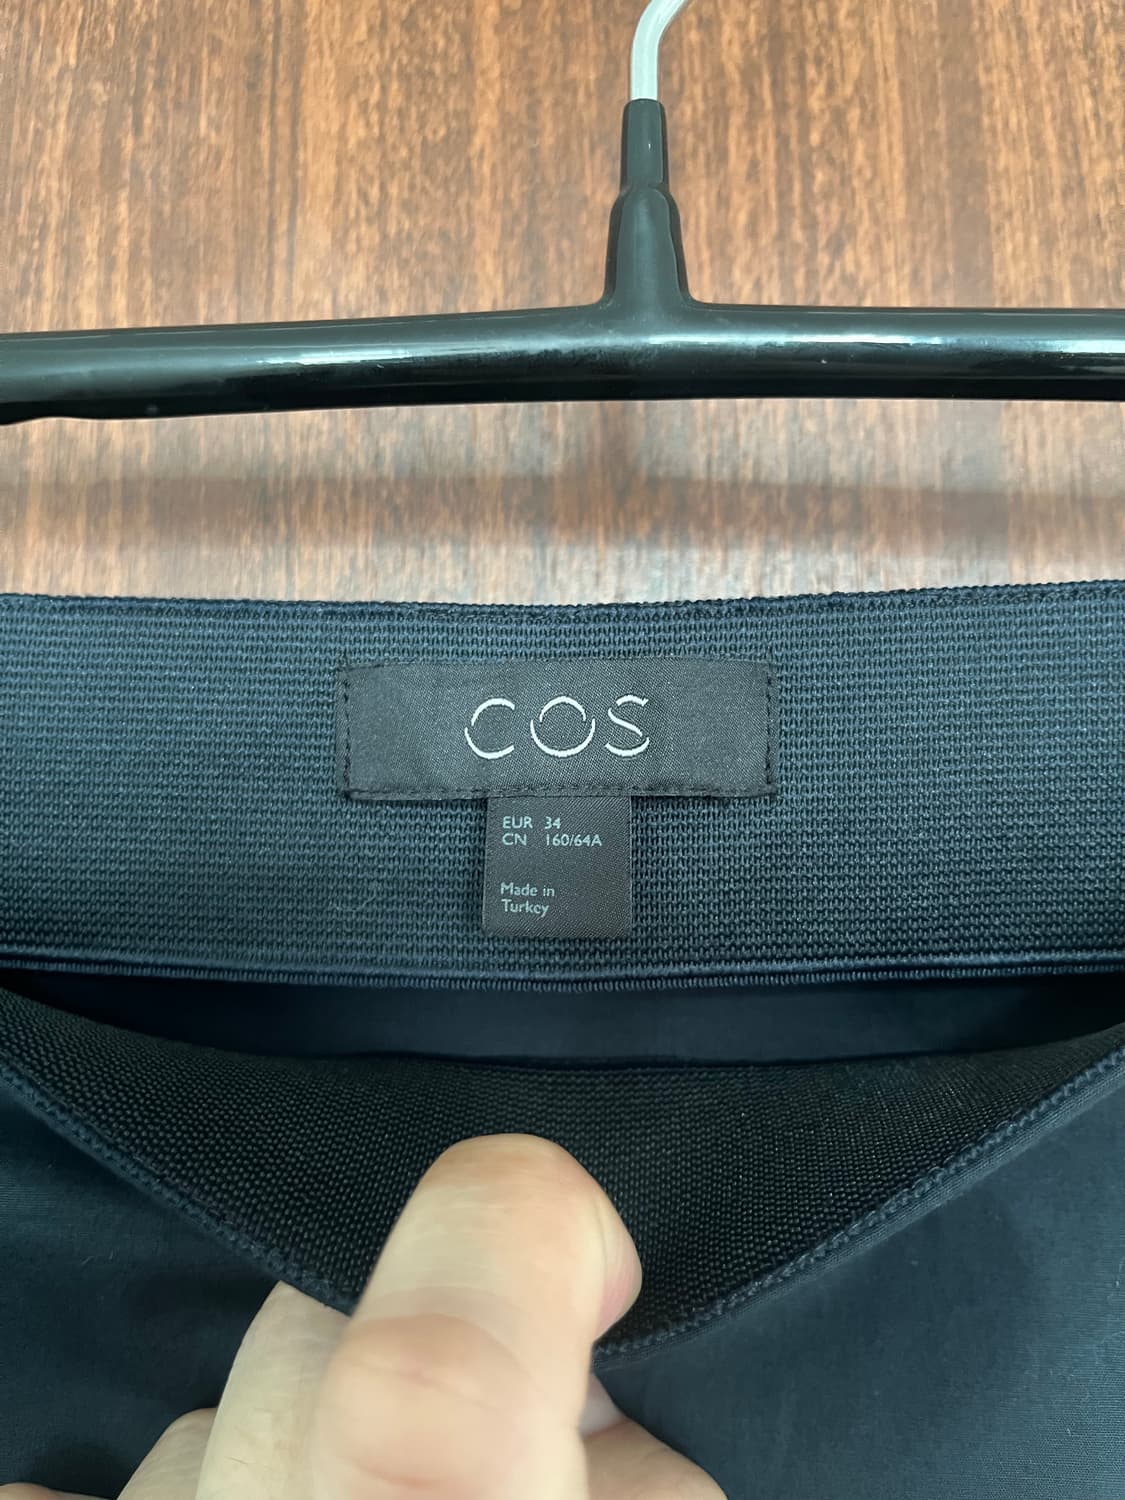 COS
EUR 34
CN 160/64A
Made in
Turkey